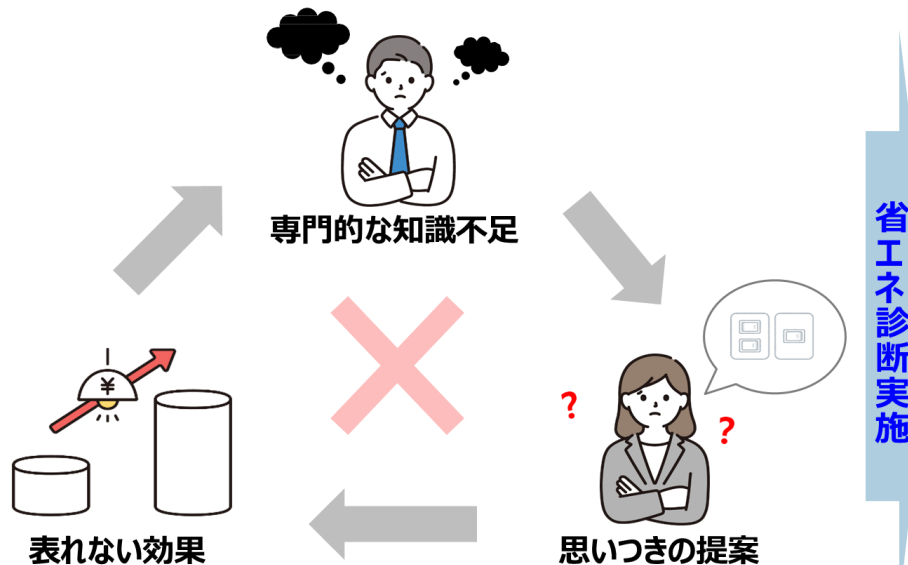 専門的な知識不足
省エネ診断実施
¥
?
?
表れない効果
思いつきの提案